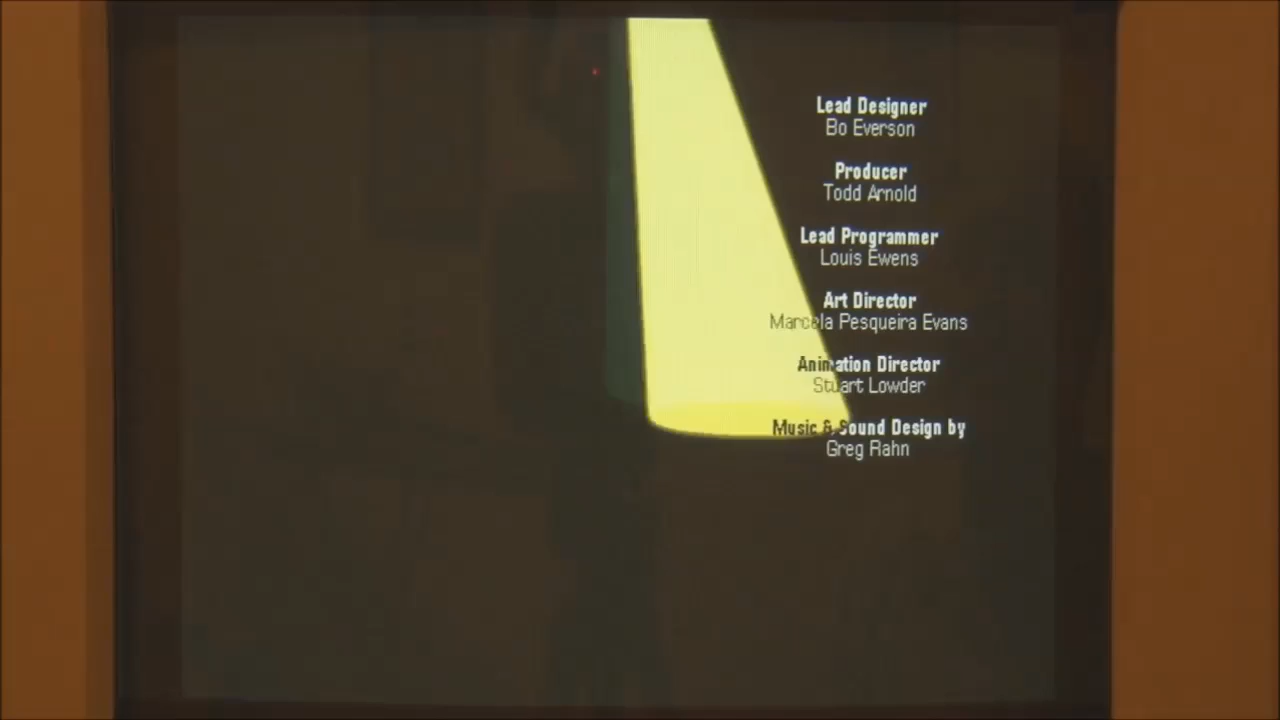 Lead Designer
Bo Everson
Producer
Todd Arnold
Lead Programmer
Louis Ewens
Art Director
Marcela Pesqueira Evans
Animation Director
Stuart Lowder
Music & Sound Design by
Greg Rahn